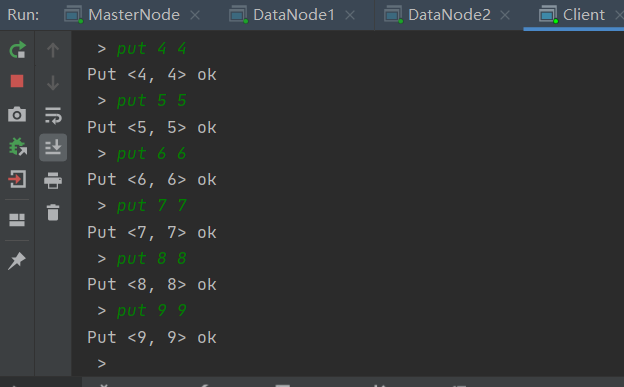 Run: MasterNode DataNode1 DataNode2 Client
> put 4 4
Put <4, 4> ok
> put 5 5
Put <5, 5> ok
> put 6 6
Put <6, 6> ok
> put 7 7
Put <7, 7> ok
> put 8 8
Put <8, 8> ok
> put 9 9
Put <9, 9> ok
>